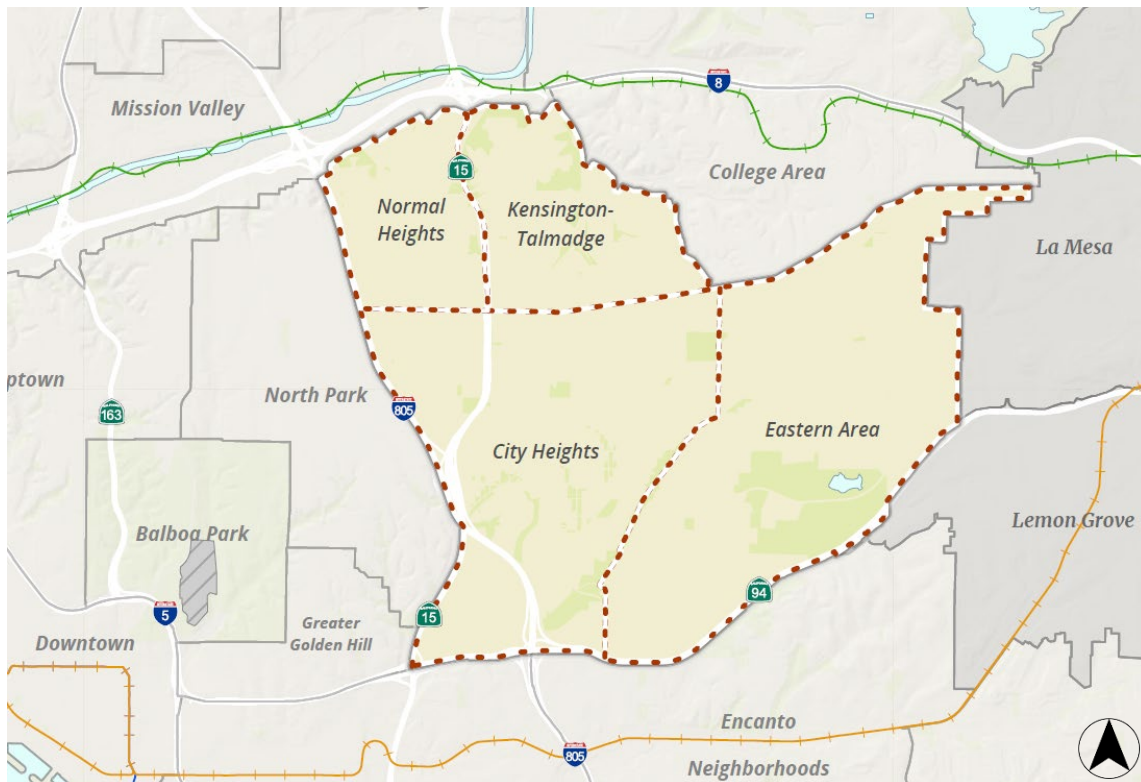 8
Mission Valley
College Area
15
Normal
Heights
Kensington-
Talmadge
La Mesa
ptown
163
North Park
805
Eastern Area
City Heights
Balboa Park
Lemon Grove
5
15
94
Greater
Golden Hill
Downtown
Encanto
Neighborhoods
805